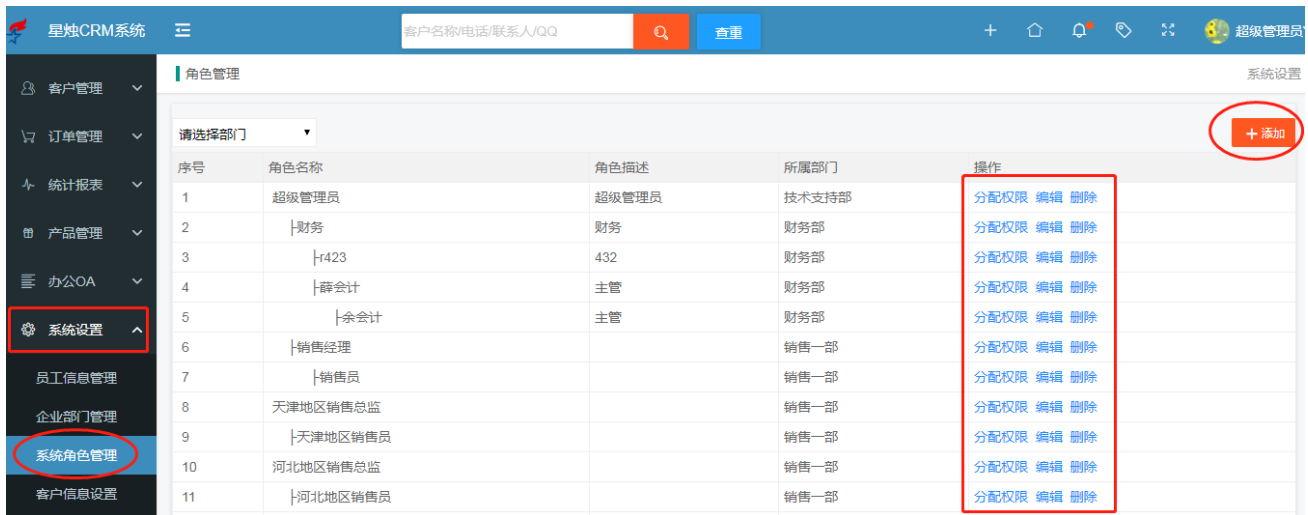 星烛CRM系统 客户名称/电话/联系人/QQ 查重 超级管理员
角色管理 系统设置
客户管理
订单管理
统计报表
产品管理
办公OA
系统设置
员工信息管理
企业部门管理
系统角色管理
客户信息设置
请选择部门 添加
序号 角色名称 角色描述 所属部门 操作
1 超级管理员 超级管理员 技术支持部 分配权限 编辑 删除
2 ├财务 财务 财务部 分配权限 编辑 删除
3 ├r423 432 财务部 分配权限 编辑 删除
4 ├薛会计 主管 财务部 分配权限 编辑 删除
5 ├余会计 主管 财务部 分配权限 编辑 删除
6 ├销售经理 销售一部 分配权限 编辑 删除
7 ├销售员 销售一部 分配权限 编辑 删除
8 天津地区销售总监 销售一部 分配权限 编辑 删除
9 ├天津地区销售员 销售一部 分配权限 编辑 删除
10 河北地区销售总监 销售一部 分配权限 编辑 删除
11 ├河北地区销售员 销售一部 分配权限 编辑 删除